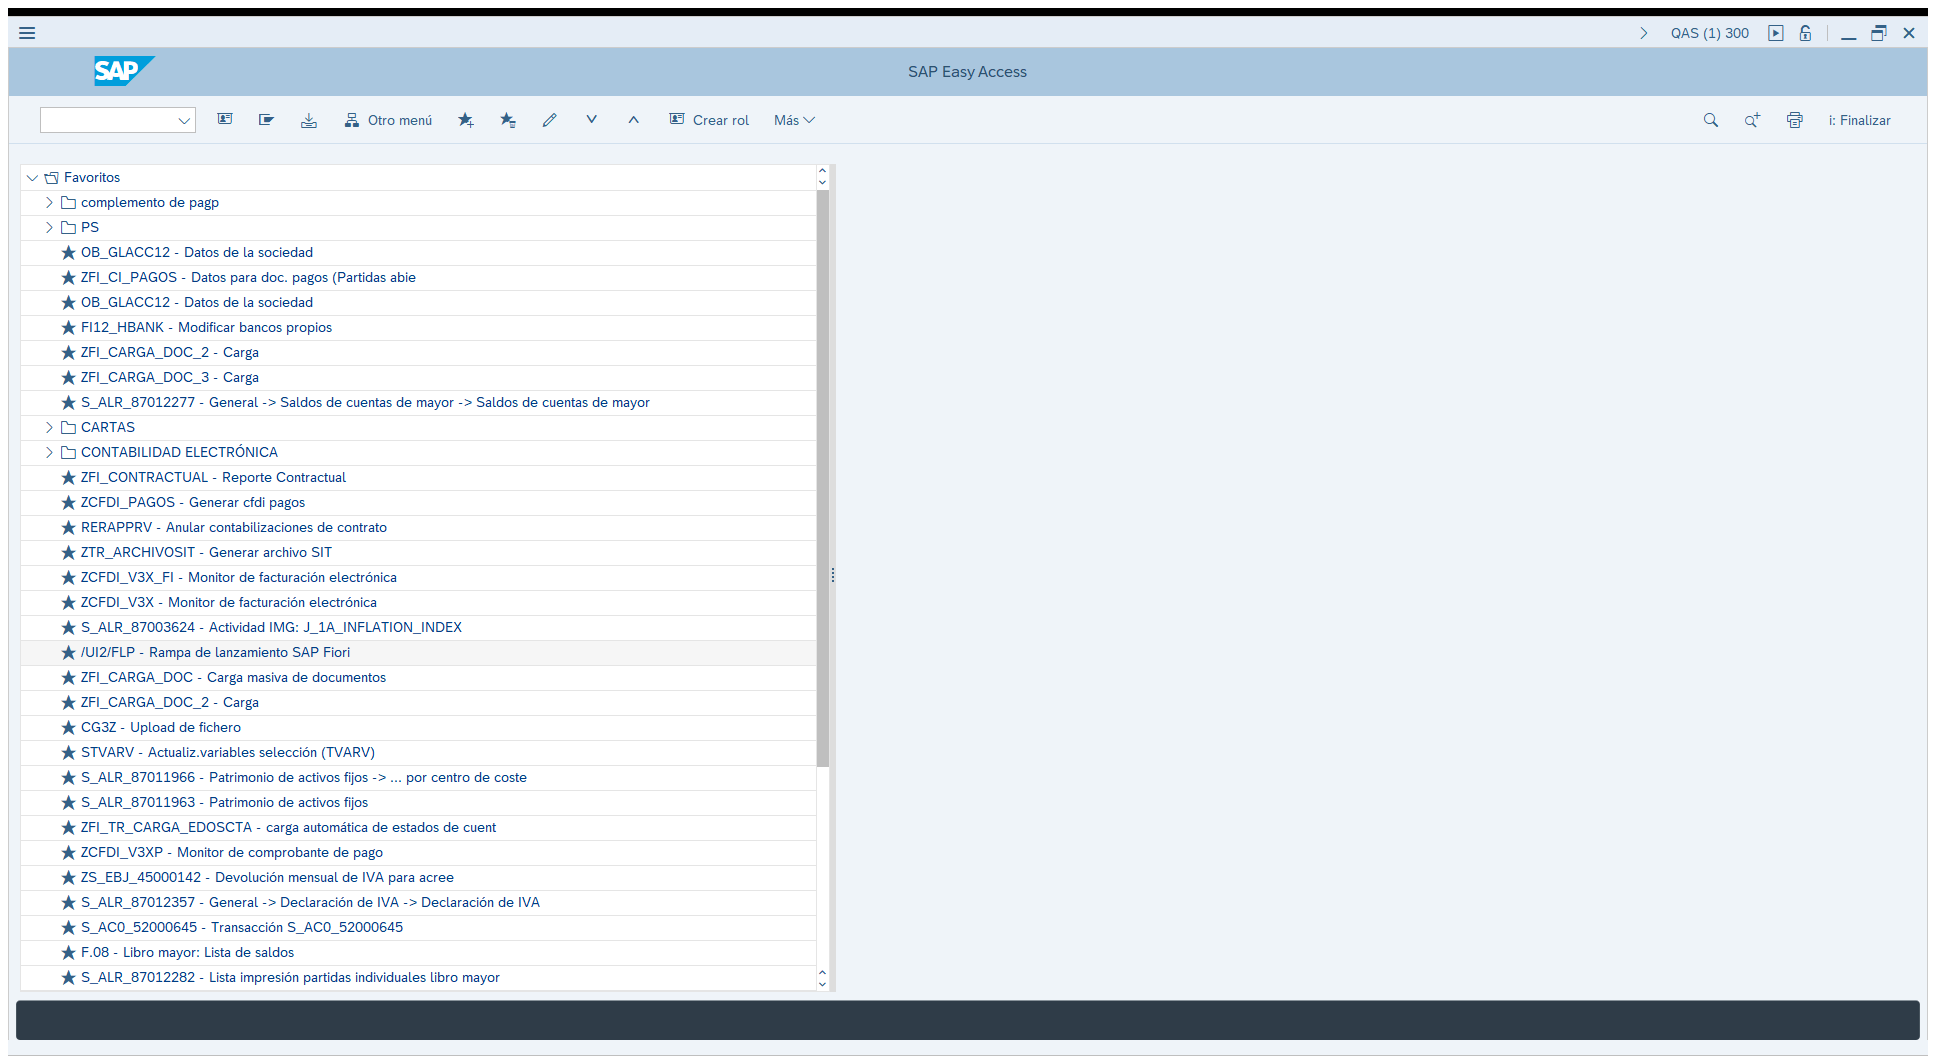 QAS (1) 300
SAP
SAP Easy Access
Otro menú
Crear rol
Más
i: Finalizar
Favoritos
complemento de pagp
PS
OB_GLACC12 - Datos de la sociedad
ZFI_CI_PAGOS - Datos para doc. pagos (Partidas abie
OB_GLACC12 - Datos de la sociedad
FI12_HBANK - Modificar bancos propios
ZFI_CARGA_DOC_2 - Carga
ZFI_CARGA_DOC_3 - Carga
S_ALR_87012277 - General -> Saldos de cuentas de mayor -> Saldos de cuentas de mayor
CARTAS
CONTABILIDAD ELECTRÓNICA
ZFI_CONTRACTUAL - Reporte Contractual
ZCFDI_PAGOS - Generar cfdi pagos
RERAPPRV - Anular contabilizaciones de contrato
ZTR_ARCHIVOSIT - Generar archivo SIT
ZCFDI_V3X_FI - Monitor de facturación electrónica
ZCFDI_V3X - Monitor de facturación electrónica
S_ALR_87003624 - Actividad IMG: J_1A_INFLATION_INDEX
/UI2/FLP - Rampa de lanzamiento SAP Fiori
ZFI_CARGA_DOC - Carga masiva de documentos
ZFI_CARGA_DOC_2 - Carga
CG3Z - Upload de fichero
STVARV - Actualiz.variables selección (TVARV)
S_ALR_87011966 - Patrimonio de activos fijos -> ... por centro de coste
S_ALR_87011963 - Patrimonio de activos fijos
ZFI_TR_CARGA_EDOSCTA - carga automática de estados de cuent
ZCFDI_V3XP - Monitor de comprobante de pago
ZS_EBJ_45000142 - Devolución mensual de IVA para acree
S_ALR_87012357 - General -> Declaración de IVA -> Declaración de IVA
S_AC0_52000645 - Transacción S_AC0_52000645
F.08 - Libro mayor: Lista de saldos
S_ALR_87012282 - Lista impresión partidas individuales libro mayor